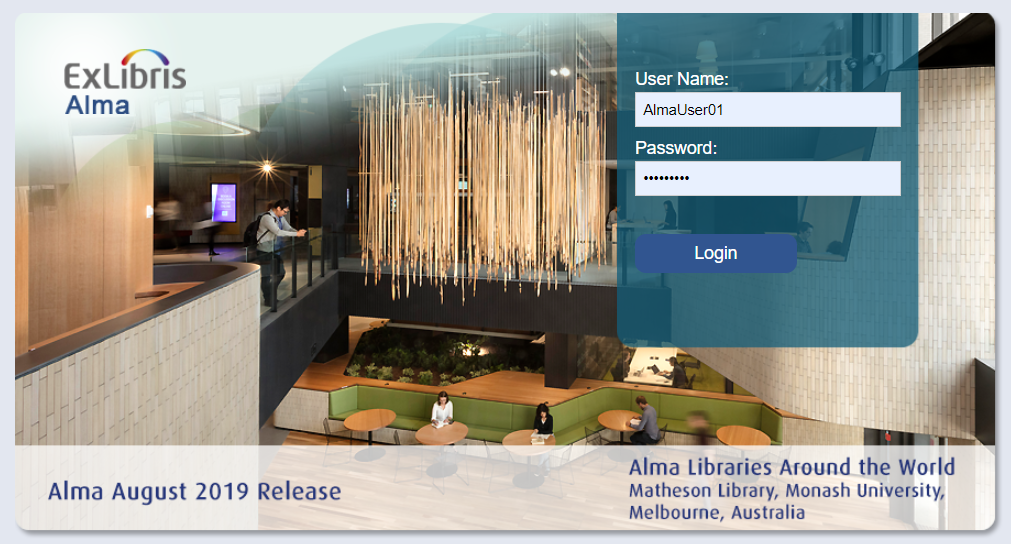 ExLibris
Alma
User Name:
AlmaUser01
Password:
•••••••••
Login
Alma August 2019 Release
Alma Libraries Around the World
Matheson Library, Monash University,
Melbourne, Australia